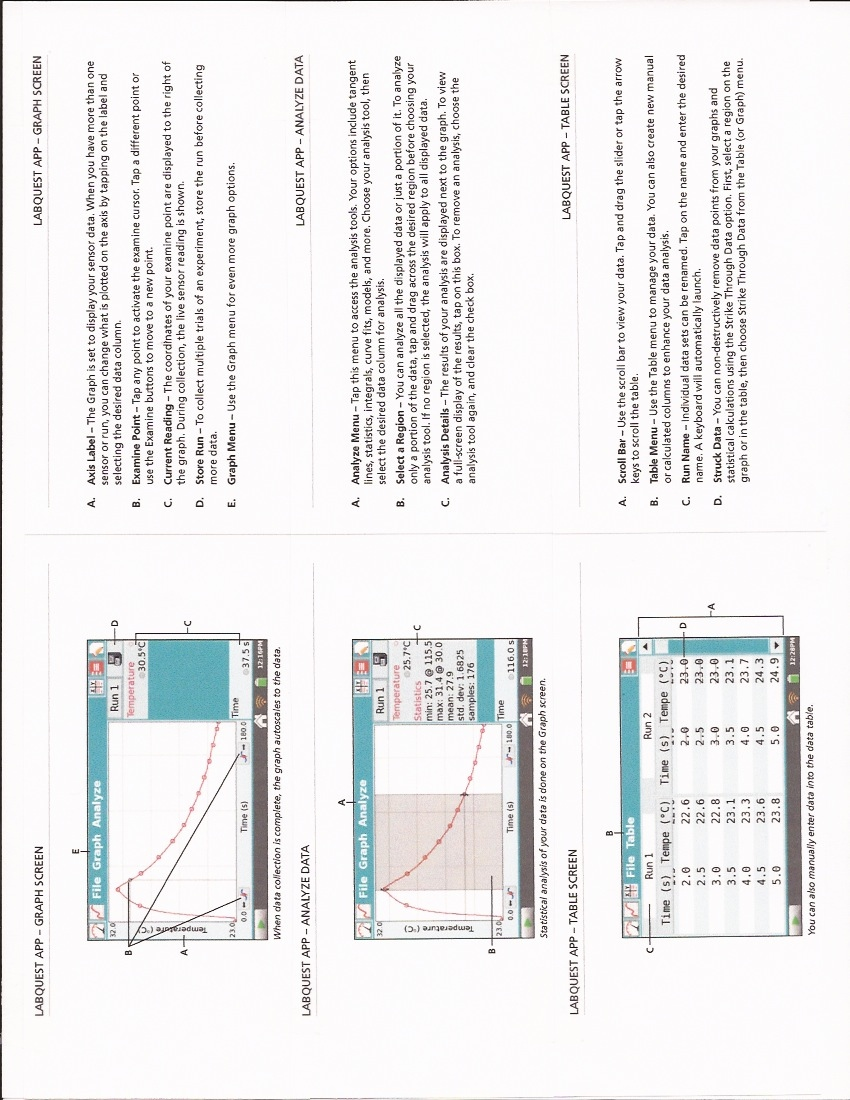 LABQUEST APP – GRAPH SCREEN
E
File Graph Analyze
Run 1
D
Temperature
30.5°C
C
32.0
Temperature (°C)
23.0
B
A
0.0
Time (s)
180.0
Time
37.5 s
12:16PM
When data collection is complete, the graph autoscales to the data.
LABQUEST APP – GRAPH SCREEN
A. Axis Label – The Graph is set to display your sensor data. When you have more than one
sensor or run, you can change what is plotted on the axis by tapping on the label and
selecting the desired data column.
B. Examine Point – Tap any point to activate the examine cursor. Tap a different point or
use the Examine buttons to move to a new point.
C. Current Reading – The coordnates of your examine point are displayed to the right of
the graph. During collection, the live sensor reading is shown.
D. Store Run – To collect multiple trials of an experiment, store the run before collecting
more data.
E. Graph Menu – Use the Graph menu for even more graph options.
LABQUEST APP – ANALYZE DATA
A
File Graph Analyze
Run 1
Temperature
25.7°C
C
Statistics
min: 25.7 @ 115.5
max: 31.4 @ 30.0
mean: 27.9
std. dev: 1.6825
samples: 176
32.0
Temperature (°C)
23.0
B
0.0
Time (s)
180.0
Time
116.0 s
12:18PM
Statistical analysis of your data is done on the Graph screen.
LABQUEST APP – ANALYZE DATA
A. Analyze Menu – Tap this menu to access the analysis tools. Your options include tangent
lines, statistics, integrals, curve fits, models, and more. Choose your analysis tool, then
select the desired data column for analysis.
B. Select a Region – You can analyze all the displayed data or just a portion of it. To analyze
only a portion of the data, tap and drag across the desired region before choosing your
analysis tool. If no region is selected, the analysis will apply to all displayed data.
C. Analysis Details – The results of your analysis are displayed next to the graph. To view
a full-screen display of the results, tap on this box. To remove an analysis, choose the
analysis tool again, and clear the check box.
LABQUEST APP – TABLE SCREEN
B
File Table
C
Run 1 Run 2
Time (s) Tempe (°C) Time (s) Tempe (°C)
D
A
2.0 22.6 2.0 23.0
2.5 22.6 2.5 23.0
3.0 22.8 3.0 23.0
3.5 23.1 3.5 23.1
4.0 23.3 4.0 23.7
4.5 23.6 4.5 24.3
5.0 23.8 5.0 24.9
12:28PM
You can also manually enter data into the data table.
LABQUEST APP – TABLE SCREEN
A. Scroll Bar – Use the scroll bar to view your data. Tap and drag the slider or tap the arrow
keys to scroll the table.
B. Table Menu – Use the Table menu to manage your data. You can also create new manual
or calculated columns to enhance your data analysis.
C. Run Name – Individual data sets can be renamed. Tap on the name and enter the desired
name. A keyboard will automatically launch.
D. Struck Data – You can non-destructively remove data points from your graphs and
statistical calculations using the Strike Through Data option. First, select a region on the
graph or in the table, then choose Strike Through Data from the Table (or Graph) menu.